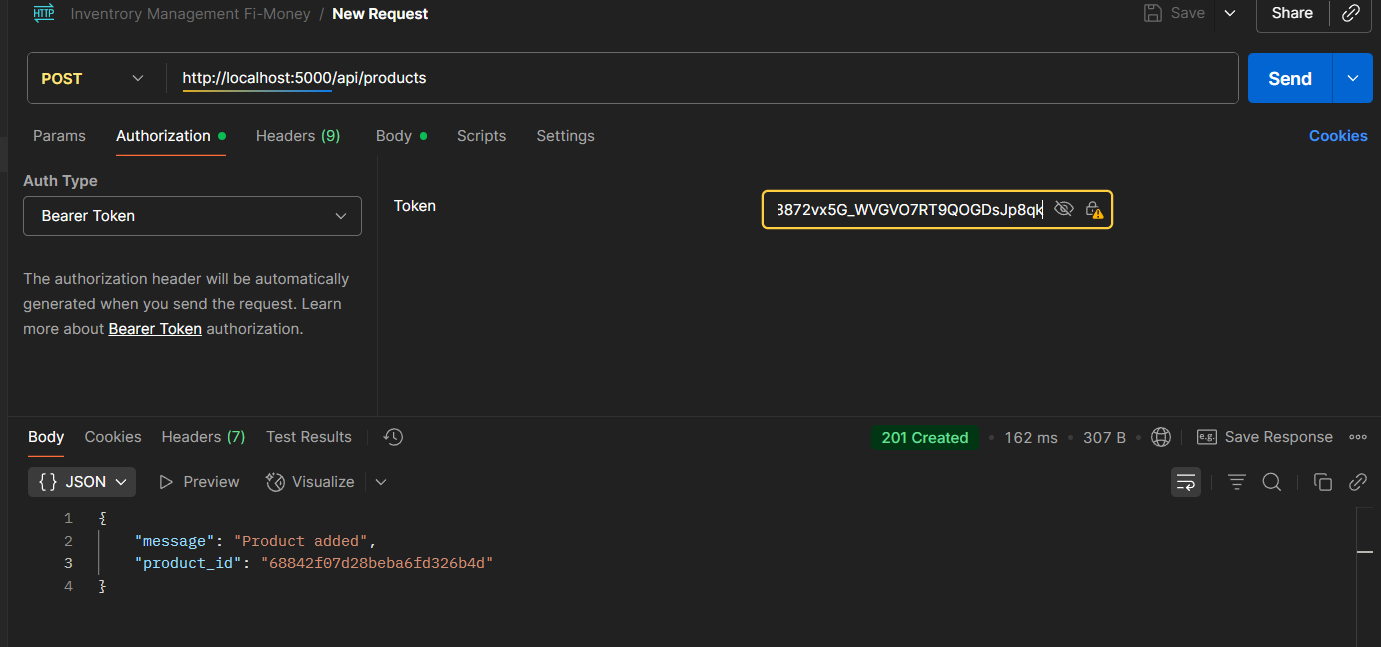 HTTP Inventory Management Fi-Money / New Request Save Share
POST http://localhost:5000/api/products Send
Params Authorization Headers (9) Body Scripts Settings Cookies
Auth Type
Bearer Token
Token 3872vx5G_WVGVO7RT9QOGDsJp8qk
The authorization header will be automatically
generated when you send the request. Learn
more about Bearer Token authorization.
Body Cookies Headers (7) Test Results 201 Created • 162 ms • 307 B • e.g. Save Response
{} JSON Preview Visualize
1 {
2 "message": "Product added",
3 "product_id": "68842f07d28beba6fd326b4d"
4 }